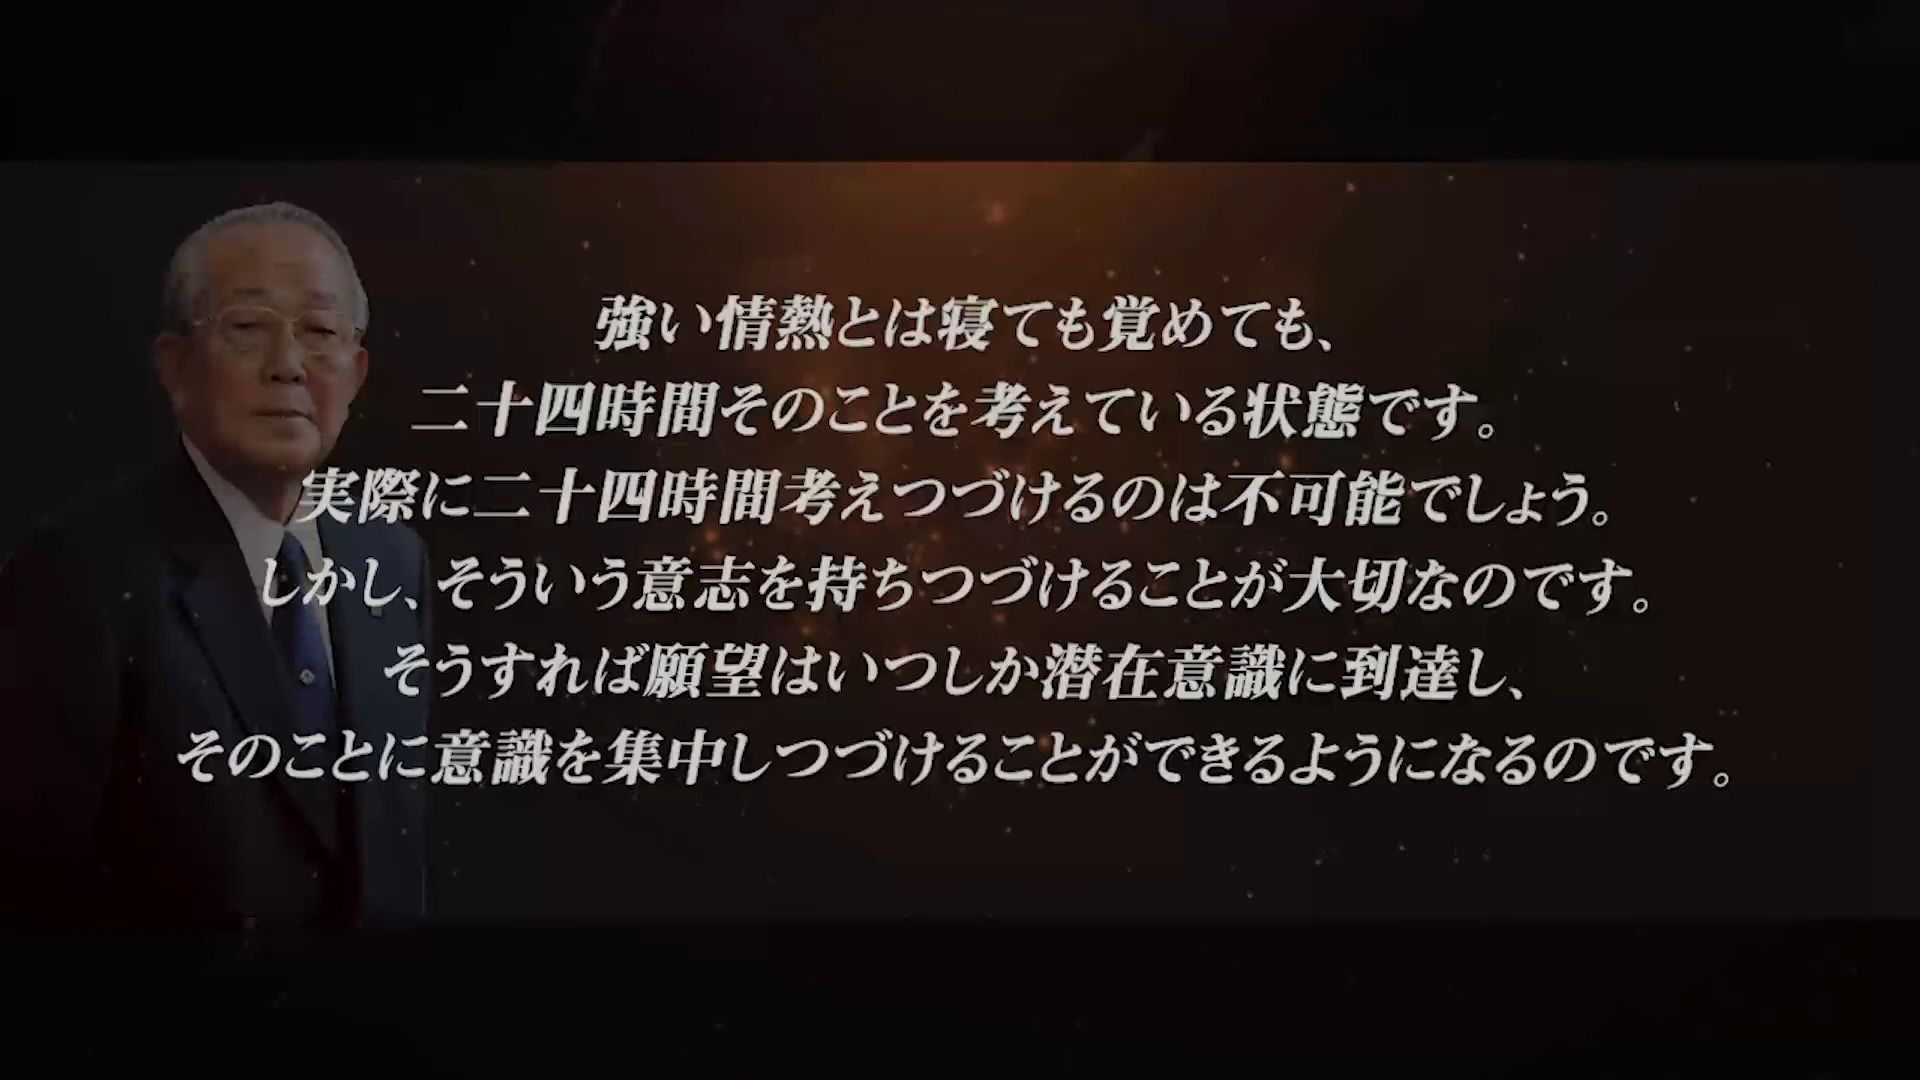 強い情熱とは寝ても覚めても、
二十四時間そのことを考えている状態です。
実際に二十四時間考えつづけるのは不可能でしょう。
しかし、そういう意志を持ちつづけることが大切なのです。
そうすれば願望はいつしか潜在意識に到達し、
そのことに意識を集中しつづけることができるようになるのです。